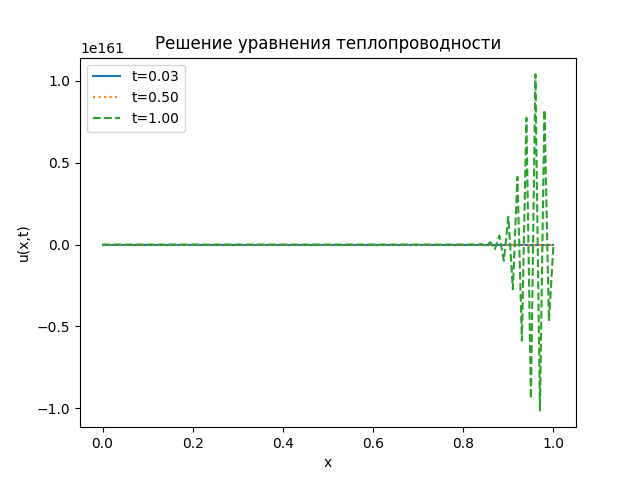 Решение уравнения теплопроводности
1e161
t=0.03
t=0.50
t=1.00
1.0
0.5
0.0
−0.5
−1.0
u(x,t)
0.0 0.2 0.4 0.6 0.8 1.0
x